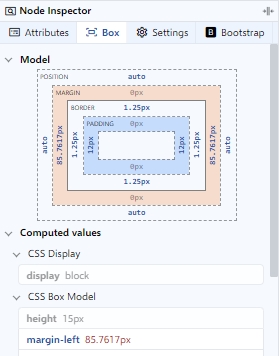 Node Inspector
Attributes Box Settings B Bootstrap
Model
POSITION auto
MARGIN 0px
BORDER 1.25px
PADDING 0px
auto 85.7617px 1.25px 12px 12px 1.25px 85.7617px auto
0px
1.25px
0px
auto
Computed values
CSS Display
display block
CSS Box Model
height 15px
margin-left 85.7617px